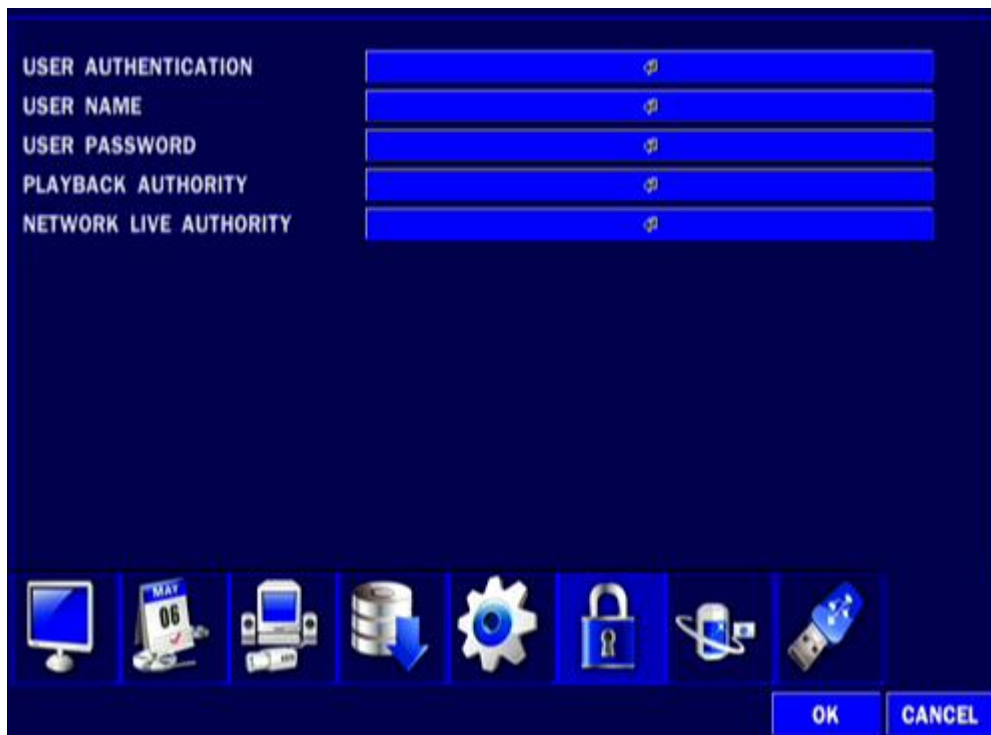 USER AUTHENTICATION
USER NAME
USER PASSWORD
PLAYBACK AUTHORITY
NETWORK LIVE AUTHORITY
MAY
06
OK
CANCEL